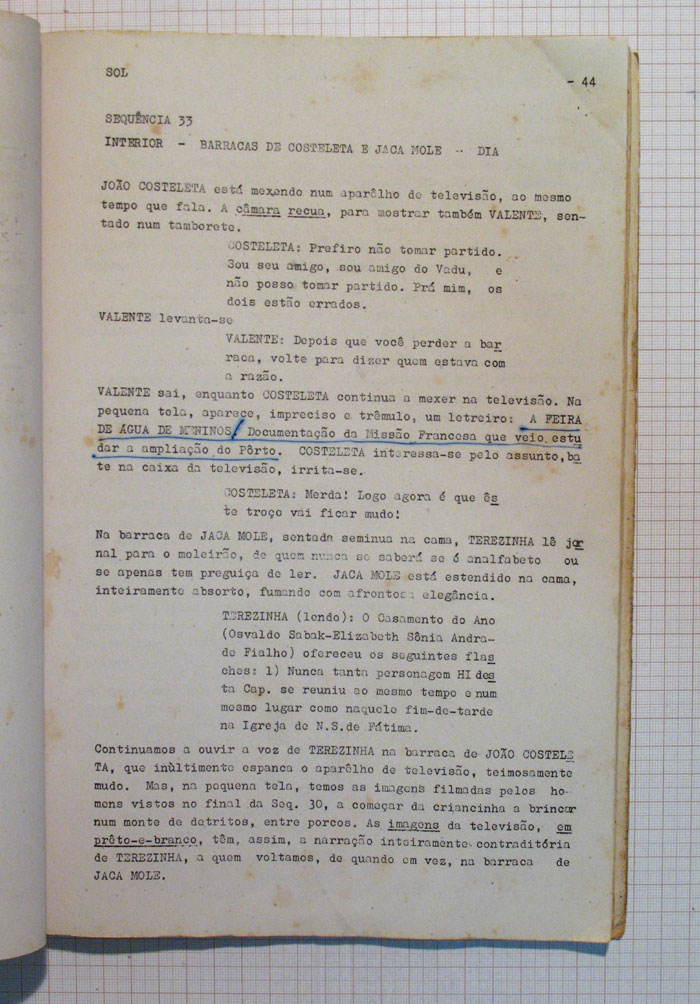 SOL
- 44
SEQUÊNCIA 33
INTERIOR - BARRACAS DE COSTELETA E JACA MOLE - DIA
JOÃO COSTELETA está mexendo num aparêlho de televisão, ao mesmo
tempo que fala. A câmara recua, para mostrar também VALENTE, sen-
tado num tamborete.
COSTELETA: Prefiro não tomar partido.
Sou seu amigo, sou amigo do Vadu, e
não posso tomar partido. Prá mim, os
dois estão errados.
VALENTE levanta-se
VALENTE: Depois que você perder a bar
raca, volte para dizer quem estava com
a razão.
VALENTE sai, enquanto COSTELETA continua a mexer na televisão. Na
pequena tela, aparece, impreciso e trêmulo, um letreiro: A FEIRA
DE ÁGUA DE MENINOS/ Documentação da Missão Francesa que veio estu
dar a ampliação do Pôrto. COSTELETA interessa-se pelo assunto,ba
te na caixa da televisão, irrita-se.
COSTELETA: Merda! Logo agora é que ês
te troço vai ficar mudo!
Na barraca de JACA MOLE, sentada seminua na cama, TEREZINHA lê jor
nal para o moleirão, de quem nunca se saberá se é analfabeto ou
se apenas tem preguiça de ler. JACA MOLE está estendido na cama,
inteiramente absorto, fumando com afrontosa elegância.
TEREZINHA (lendo): O Casamento do Ano
(Osvaldo Sabak-Elizabeth Sônia Andra-
de Fialho) ofereceu os seguintes flas
ches: 1) Nunca tanta personagem HI des
ta Cap. se reuniu ao mesmo tempo e num
mesmo lugar como naquele fim-de-tarde
na Igreja de N.S.de Fátima.
Continuamos a ouvir a voz de TEREZINHA na barraca de JOÃO COSTELE
TA, que inùltimente espanca o aparêlho de televisão, teimosamente
mudo. Mas, na pequena tela, temos as imagens filmadas pelos ho-
mens vistos no final da Seq. 30, a começar da criancinha a brincar
num monte de detritos, entre porcos. As imagens da televisão, em
prêto-e-branco, têm, assim, a narração inteiramente contraditória
de TEREZINHA, a quem voltamos, de quando em vez, na barraca de
JACA MOLE.